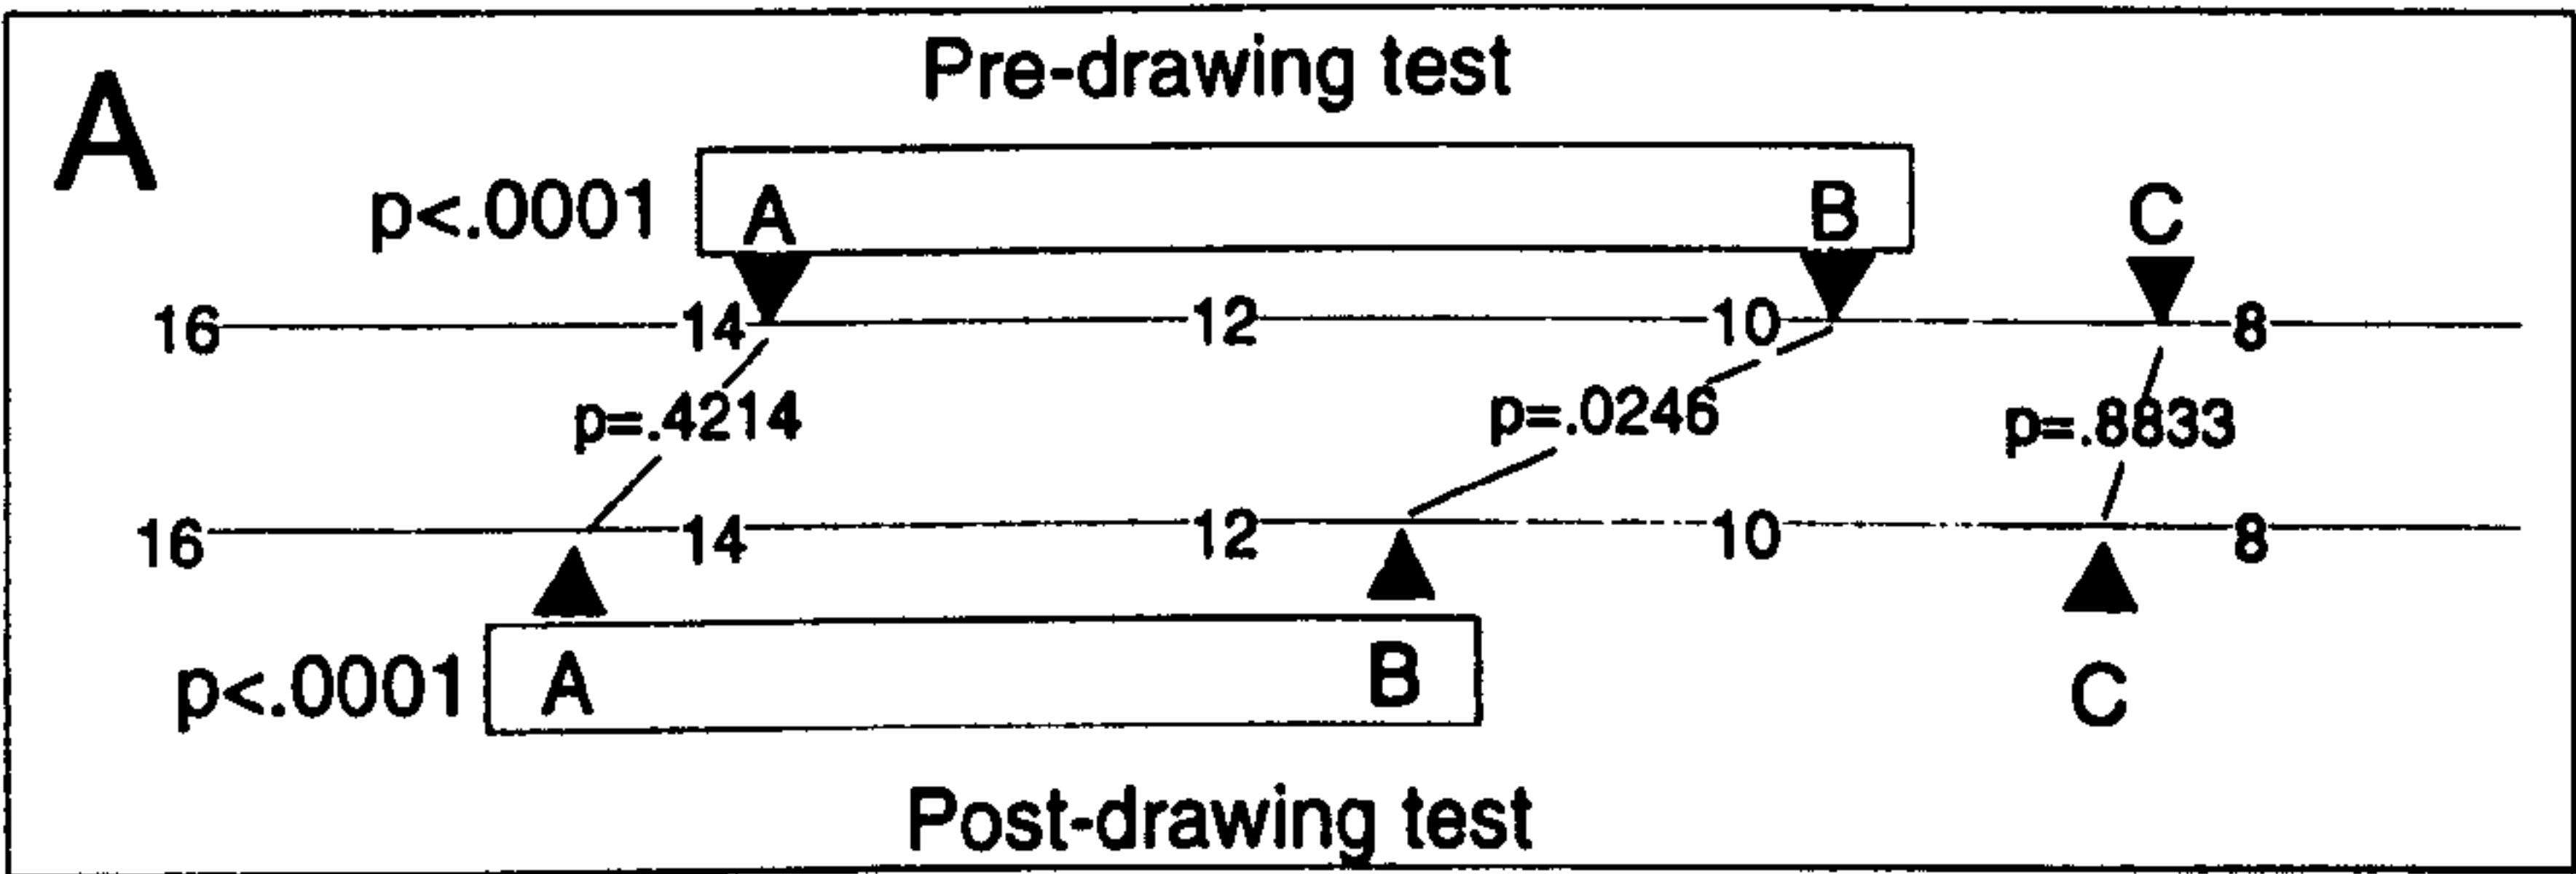 Pre-drawing test
A
p<.0001 A B C
16 14 12 10 8
p=.4214 p=.0246 p=.8833
16 14 12 10 8
p<.0001 A B C
Post-drawing test